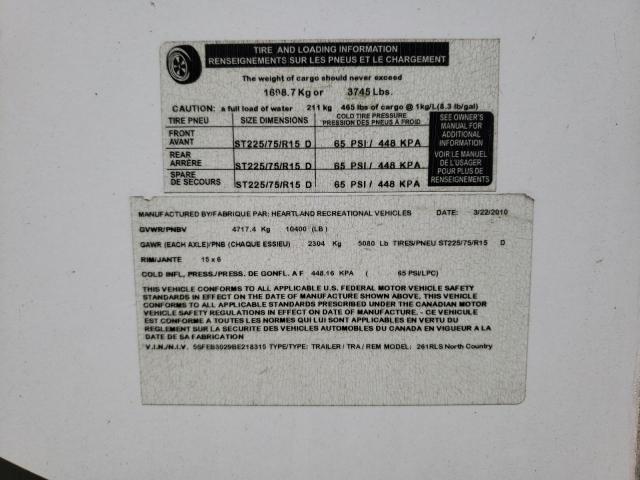 TIRE AND LOADING INFORMATION
RENSEIGNEMENTS SUR LES PNEUS ET LE CHARGEMENT
The weight of cargo should never exceed
1698.7 Kg or 3745 Lbs.
CAUTION: a full load of water 211 kg 465 lbs of cargo @ 1kg/L(8.3 lb/gal)
TIRE PNEU SIZE DIMENSIONS COLD TIRE PRESSURE
PRESSION DES PNEUS À FROID
FRONT
AVANT ST225/75/R15 D 65 PSI / 448 KPA
REAR
ARRÈRE ST225/75/R15 D 65 PSI / 448 KPA
SPARE
DE SECOURS ST225/75/R15 D 65 PSI / 448 KPA
SEE OWNER'S
MANUAL FOR
ADDITIONAL
INFORMATION
VOIR LE MANUEL
DE L'USAGER
POUR PLUS DE
RENSEIGNEMENTS
MANUFACTURED BY/FABRIQUE PAR: HEARTLAND RECREATIONAL VEHICLES DATE: 3/22/2010
GVWR/PNBV 4717.4 Kg 10400 (LB )
GAWR (EACH AXLE)/PNB (CHAQUE ESSIEU) 2304 Kg 5080 Lb TIRES/PNEU ST225/75/R15 D
RIM/JANTE 15 x 6
COLD INFL. PRESS./PRESS. DE GONFL. A F 448.16 KPA ( 65 PSI/LPC)
THIS VEHICLE CONFORMS TO ALL APPLICABLE U.S. FEDERAL MOTOR VEHICLE SAFETY
STANDARDS IN EFFECT ON THE DATE OF MANUFACTURE SHOWN ABOVE. THIS VEHICLE
CONFORMS TO ALL APPLICABLE STANDARDS PRESCRIBED UNDER THE CANADIAN MOTOR
VEHICLE SAFETY REGULATIONS IN EFFECT ON DATE OF MANUFACTURE. - CE VEHICULE
EST CONFORME A TOUTES LES NORMES QUI LUI SONT APPLICABLES EN VERTU DU
REGLEMENT SUR LA SÉCURITE DES VEHICLES AUTOMOBILES DU CANADA EN VIGUEUR A LA
DATE DE SA FABRICATION
V.I.N./N.I.V. 5SFEB3029BE218315 TYPE/TYPE: TRAILER / TRA / REM MODEL: 261RLS North Country